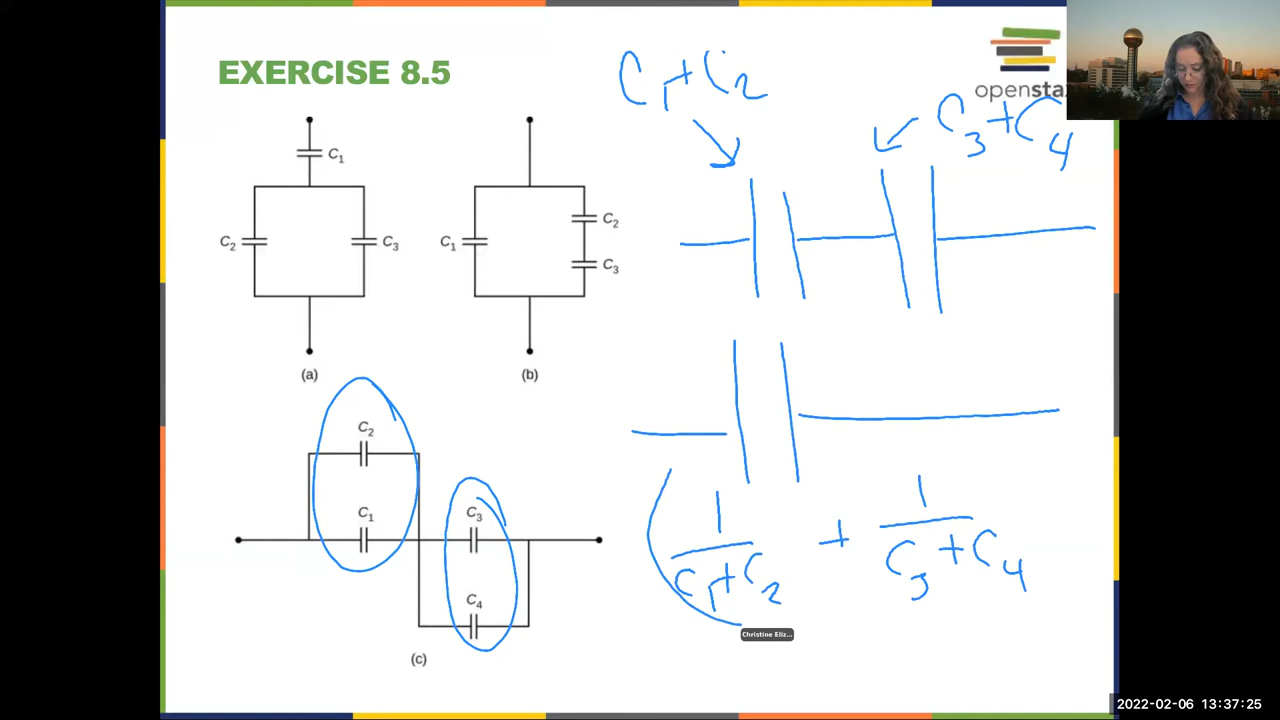 EXERCISE 8.5
C1+C2
opensta
C3+C4
C1
C2
C3
C1
C2
C3
(a)
(b)
C2
C1
C3
C4
(c)
1
C1+C2
+
1
C3+C4
Christine Eliz...
2022-02-06 13:37:25